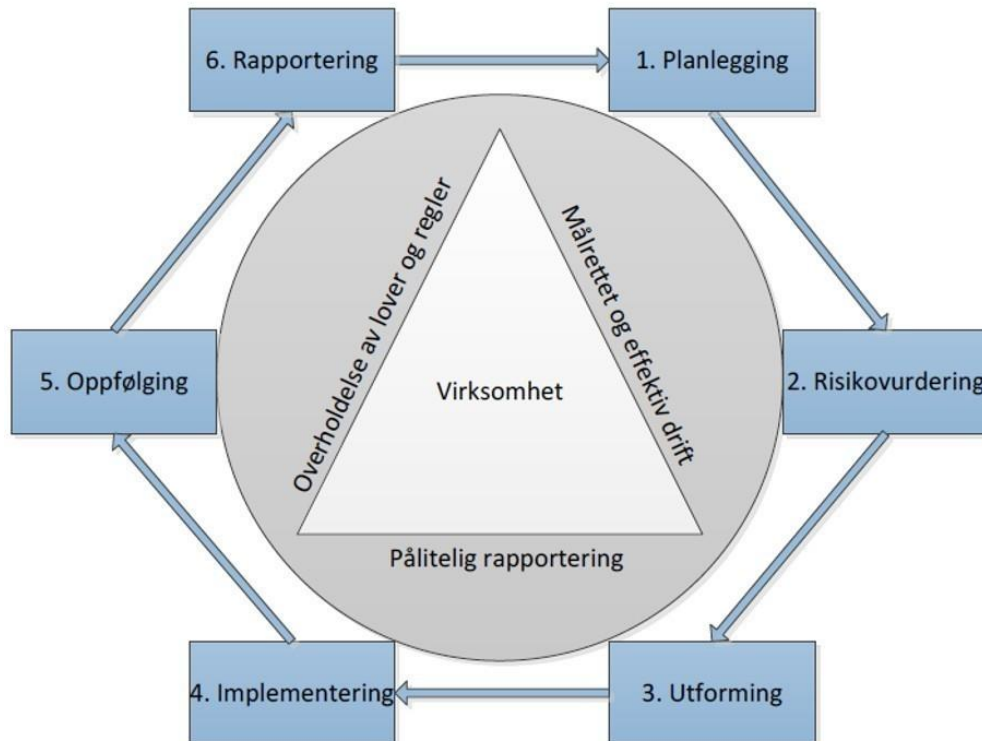 6. Rapportering
1. Planlegging
Overholdelse av lover og regler
Målrettet og effektiv drift
5. Oppfølging
Virksomhet
2. Risikovurdering
Pålitelig rapportering
4. Implementering
3. Utforming